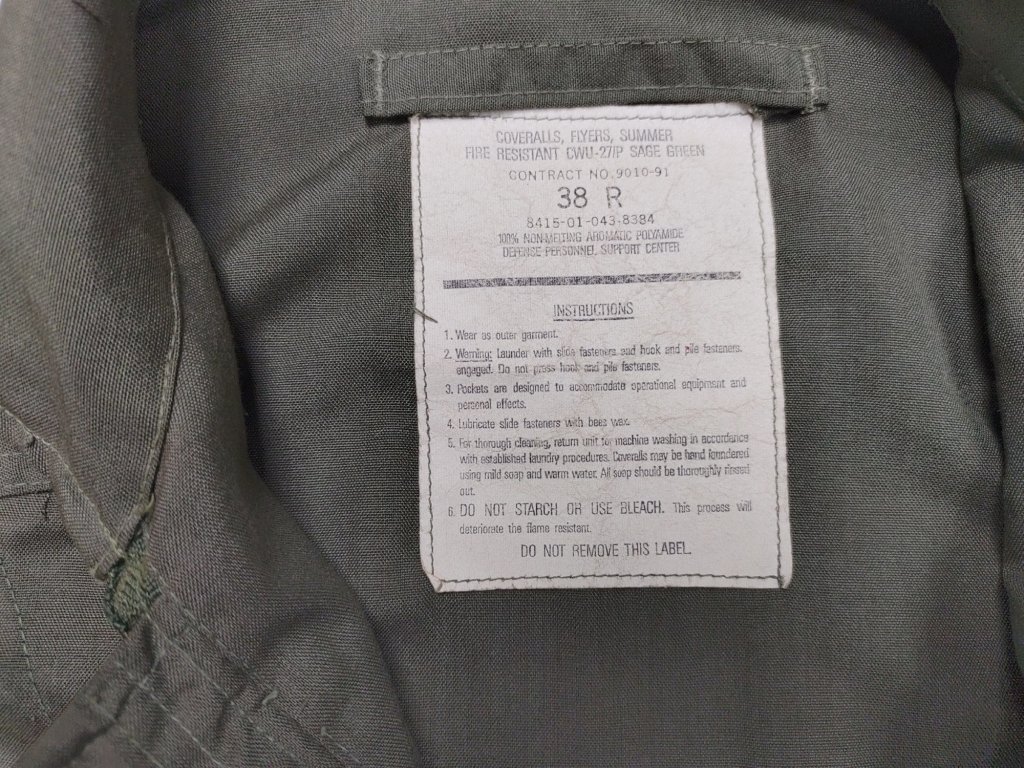 COVERALLS, FLYERS, SUMMER
FIRE RESISTANT CWU-27/P SAGE GREEN
CONTRACT NO. 9010-91
38 R
8415-01-043-8384
100% NON-MELTING AROMATIC POLYAMIDE
DEFENSE PERSONNEL SUPPORT CENTER
INSTRUCTIONS
1. Wear as outer garment.
2. Warning: Launder with slide fasteners and hook and pile fasteners.
engaged. Do not press hook and pile fasteners.
3. Pockets are designed to accommodate operational equipment and
personal effects.
4. Lubricate slide fasteners with bees wax.
5. For thorough cleaning, return unit for machine washing in accordance
with established laundry procedures. Coveralls may be hand laundered
using mild soap and warm water. All soap should be thoroughly rinsed
out.
6. DO NOT STARCH OR USE BLEACH. This process will
deteriorate the flame resistant.
DO NOT REMOVE THIS LABEL.